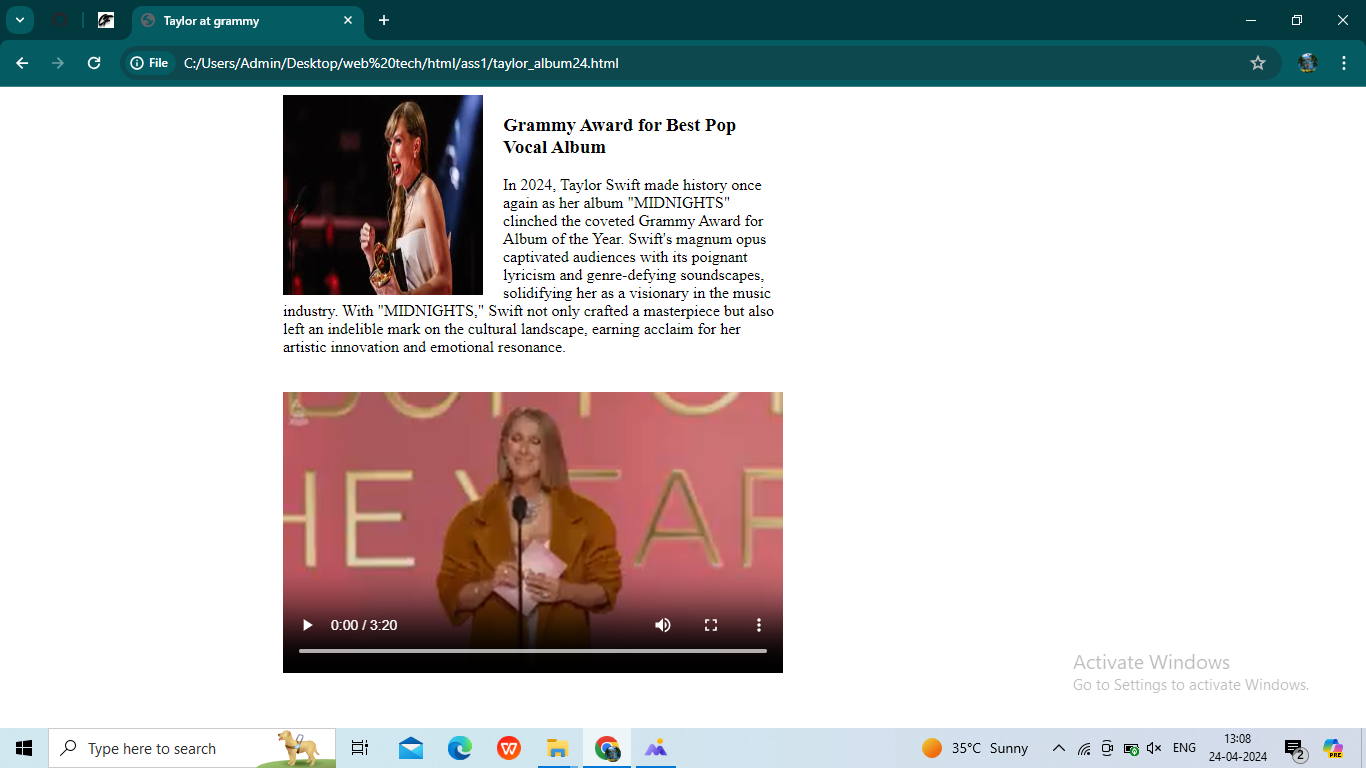 Taylor at grammy
File
C:/Users/Admin/Desktop/web%20tech/html/ass1/taylor_album24.html
Grammy Award for Best Pop
Vocal Album
In 2024, Taylor Swift made history once
again as her album "MIDNIGHTS"
clinched the coveted Grammy Award for
Album of the Year. Swift's magnum opus
captivated audiences with its poignant
lyricism and genre-defying soundscapes,
solidifying her as a visionary in the music
industry. With "MIDNIGHTS," Swift not only crafted a masterpiece but also
left an indelible mark on the cultural landscape, earning acclaim for her
artistic innovation and emotional resonance.
HE YEAR
0:00 / 3:20
Activate Windows
Go to Settings to activate Windows.
Type here to search
35°C Sunny
ENG
13:08
24-04-2024
2
PRE